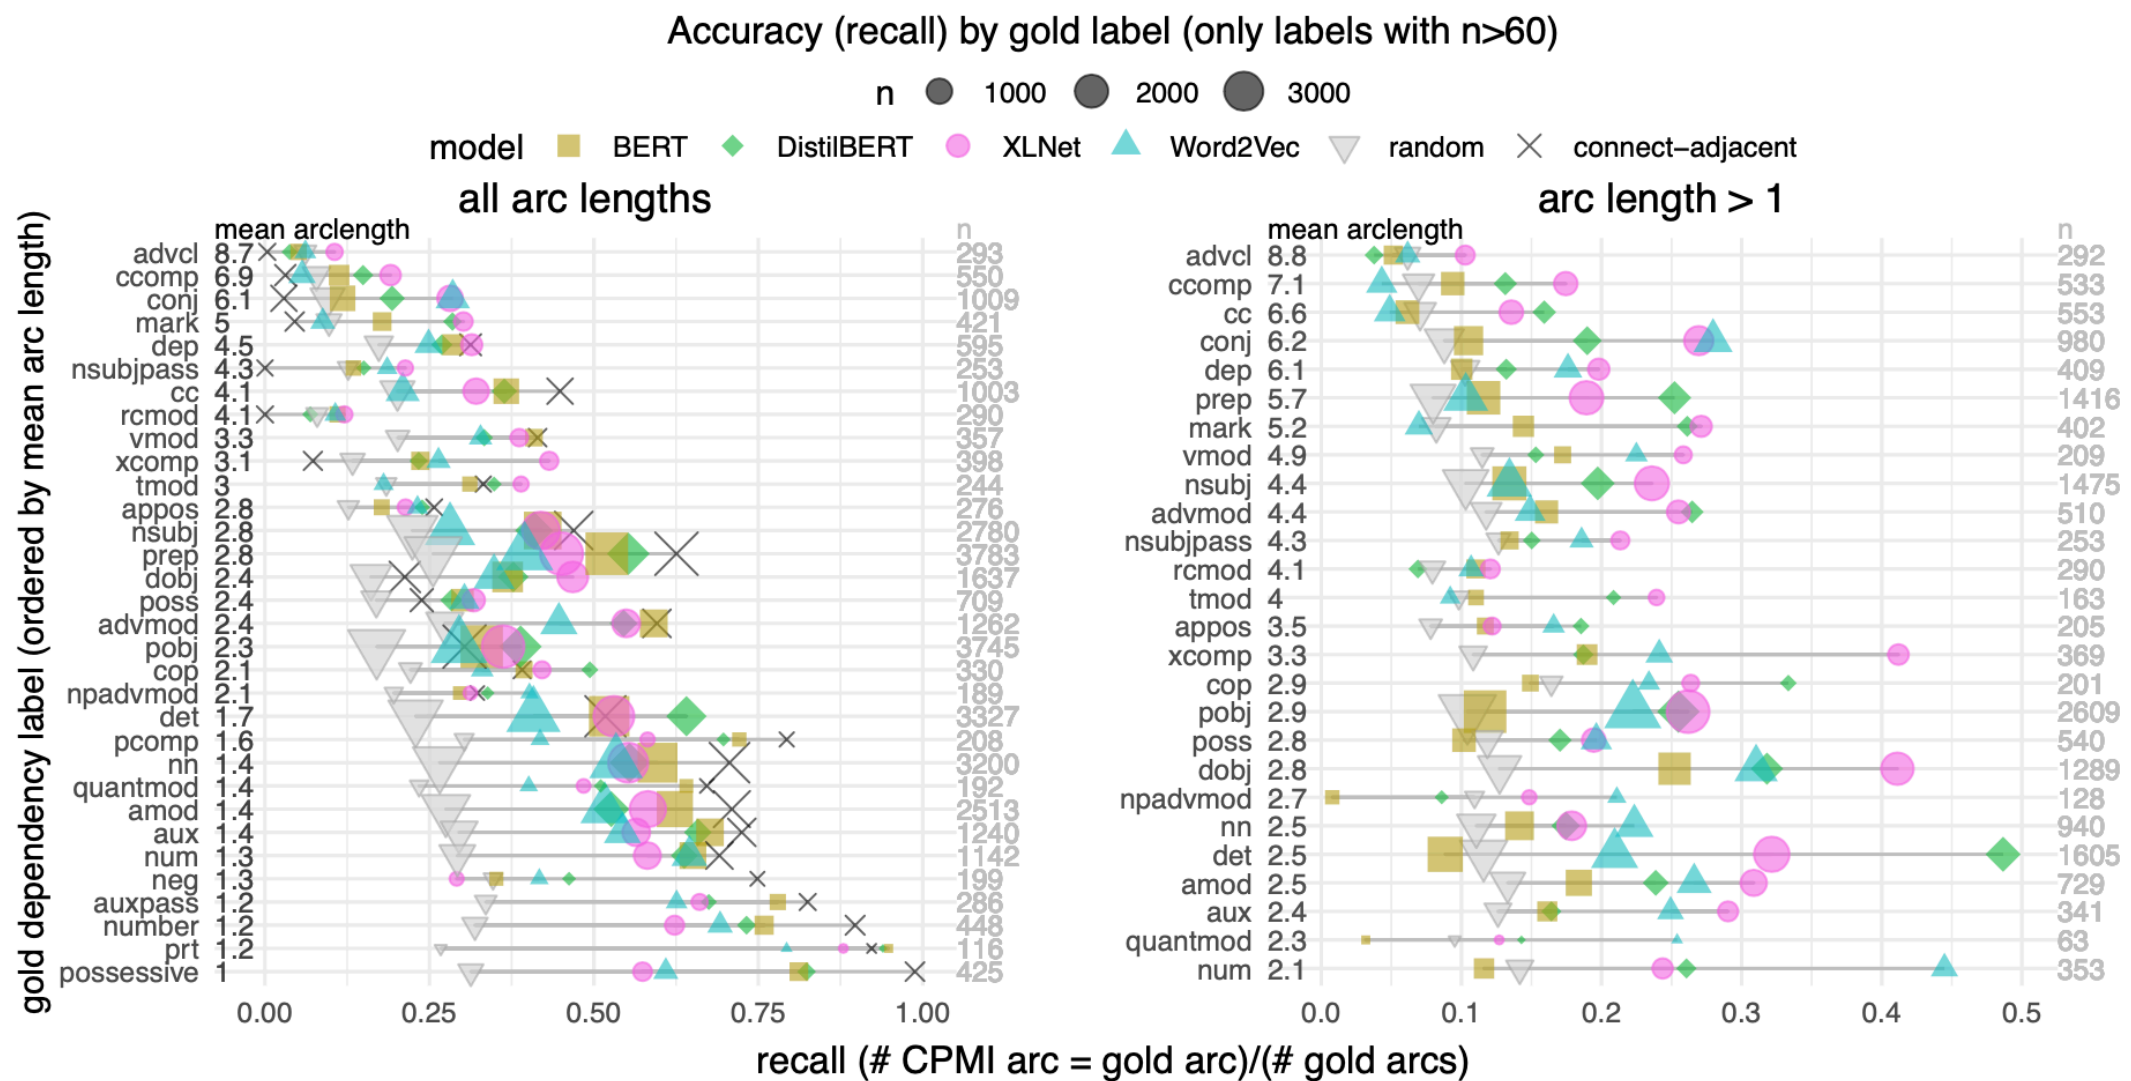 Accuracy (recall) by gold label (only labels with n>60)
n 1000 2000 3000
model BERT DistilBERT XLNet Word2Vec random connect−adjacent
all arc lengths
gold dependency label (ordered by mean arc length)
mean arclength n
advcl 8.7 293
ccomp 6.9 550
conj 6.1 1009
mark 5 421
dep 4.5 595
nsubjpass 4.3 253
cc 4.1 1003
rcmod 4.1 290
vmod 3.3 357
xcomp 3.1 398
tmod 3 244
appos 2.8 276
nsubj 2.8 2780
prep 2.8 3783
dobj 2.4 1637
poss 2.4 709
advmod 2.4 1262
pobj 2.3 3745
cop 2.1 330
npadvmod 2.1 189
det 1.7 3327
pcomp 1.6 208
nn 1.4 3200
quantmod 1.4 192
amod 1.4 2513
aux 1.4 1240
num 1.3 1142
neg 1.3 199
auxpass 1.2 286
number 1.2 448
prt 1.2 116
possessive 1 425
0.00 0.25 0.50 0.75 1.00
arc length > 1
mean arclength n
advcl 8.8 292
ccomp 7.1 533
cc 6.6 553
conj 6.2 980
dep 6.1 409
prep 5.7 1416
mark 5.2 402
vmod 4.9 209
nsubj 4.4 1475
advmod 4.4 510
nsubjpass 4.3 253
rcmod 4.1 290
tmod 4 163
appos 3.5 205
xcomp 3.3 369
cop 2.9 201
pobj 2.9 2609
poss 2.8 540
dobj 2.8 1289
npadvmod 2.7 128
nn 2.5 940
det 2.5 1605
amod 2.5 729
aux 2.4 341
quantmod 2.3 63
num 2.1 353
0.0 0.1 0.2 0.3 0.4 0.5
recall (# CPMI arc = gold arc)/(# gold arcs)